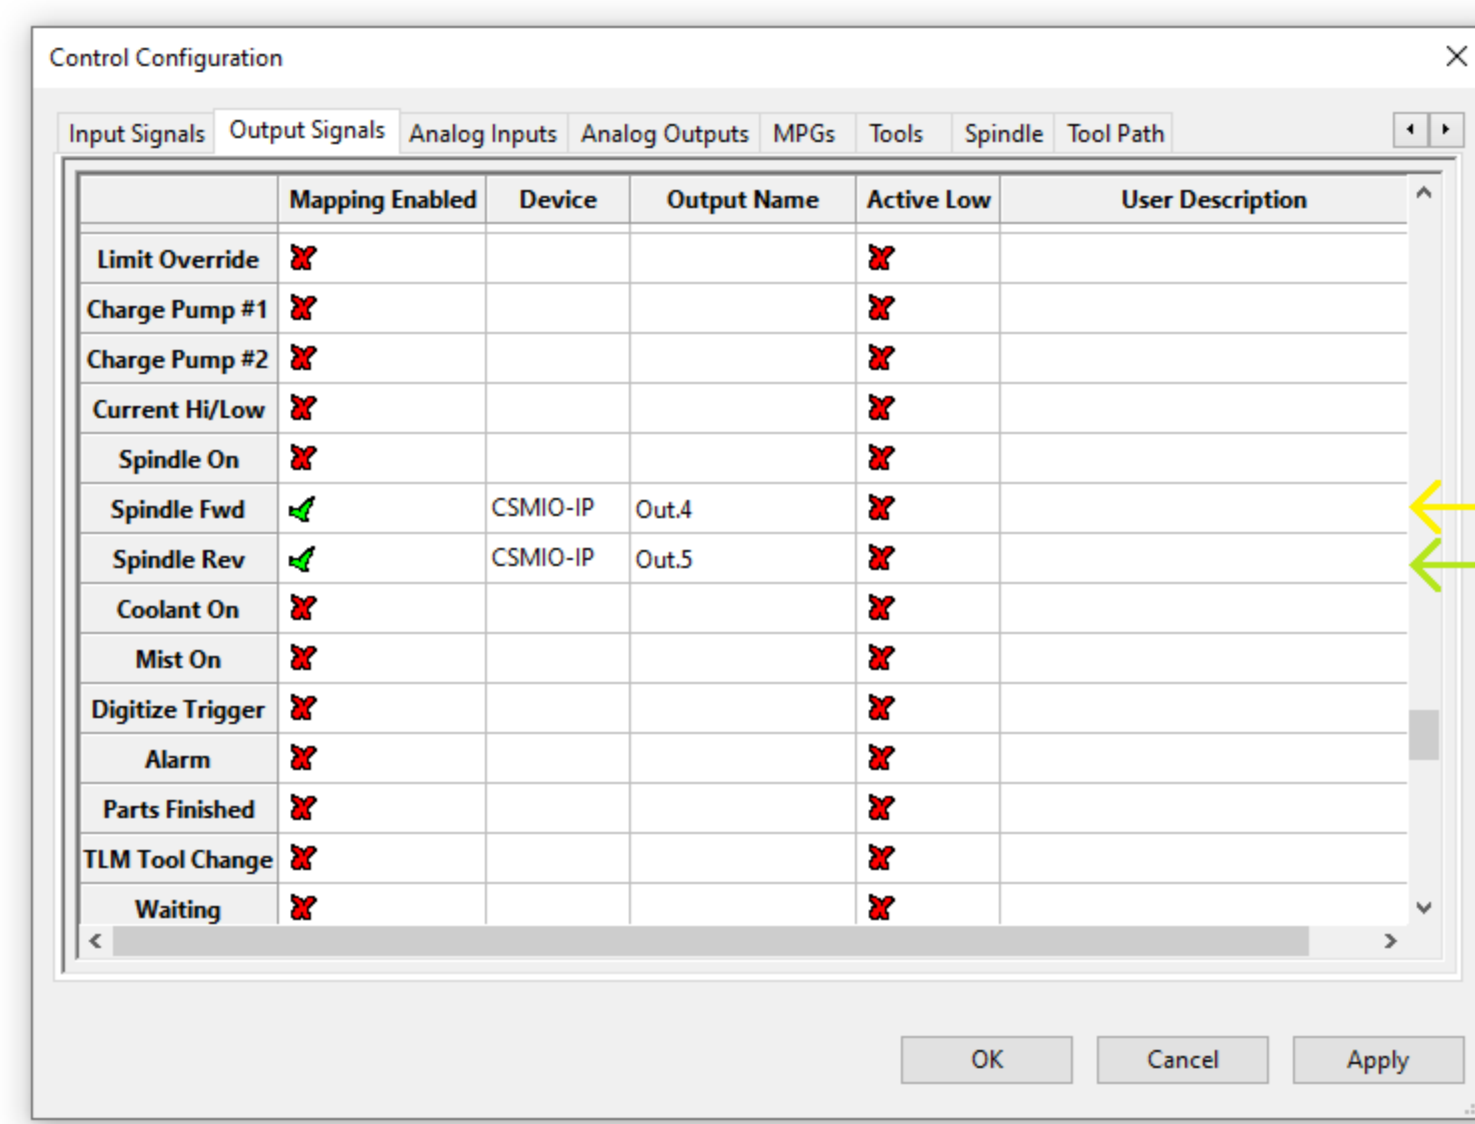 Control Configuration
Input Signals Output Signals Analog Inputs Analog Outputs MPGs Tools Spindle Tool Path
Mapping Enabled Device Output Name Active Low User Description
Limit Override
Charge Pump #1
Charge Pump #2
Current Hi/Low
Spindle On
Spindle Fwd CSMIO-IP Out.4
Spindle Rev CSMIO-IP Out.5
Coolant On
Mist On
Digitize Trigger
Alarm
Parts Finished
TLM Tool Change
Waiting
OK Cancel Apply